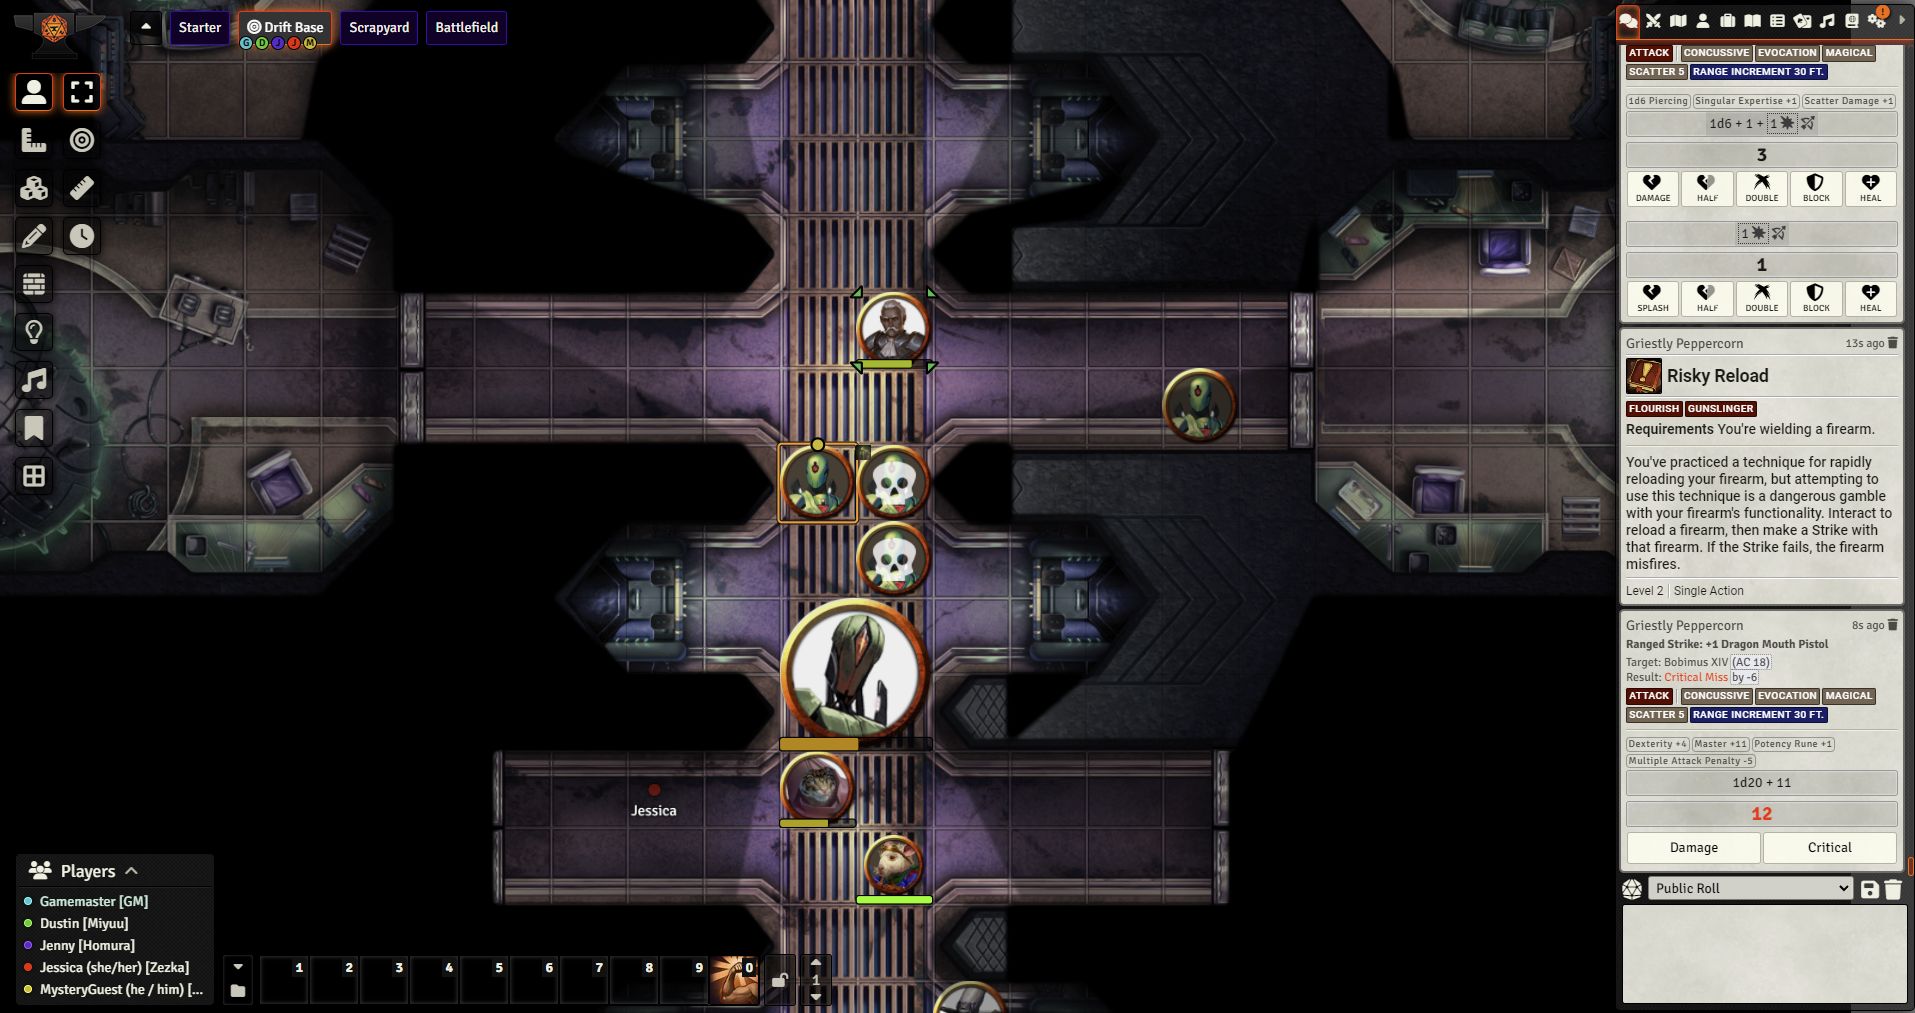 Starter
Drift Base
Scrapyard
Battlefield
G D J J M
ATTACK CONCUSSIVE EVOCATION MAGICAL
SCATTER 5 RANGE INCREMENT 30 FT.
1d6 Piercing Singular Expertise +1 Scatter Damage +1
1d6 + 1 + 1
3
DAMAGE HALF DOUBLE BLOCK HEAL
1
1
SPLASH HALF DOUBLE BLOCK HEAL
Griestly Peppercorn 13s ago
Risky Reload
FLOURISH GUNSLINGER
Requirements You're wielding a firearm.
You've practiced a technique for rapidly
reloading your firearm, but attempting to
use this technique is a dangerous gamble
with your firearm's functionality. Interact to
reload a firearm, then make a Strike with
that firearm. If the Strike fails, the firearm
misfires.
Level 2 Single Action
Griestly Peppercorn 8s ago
Ranged Strike: +1 Dragon Mouth Pistol
Target: Bobimus XIV (AC 18)
Result: Critical Miss by -6
ATTACK CONCUSSIVE EVOCATION MAGICAL
SCATTER 5 RANGE INCREMENT 30 FT.
Dexterity +4 Master +11 Potency Rune +1
Multiple Attack Penalty -5
1d20 + 11
12
Damage Critical
Public Roll
Jessica
Players
Gamemaster [GM]
Dustin [Miyuu]
Jenny [Homura]
Jessica (she/her) [Zezka]
MysteryGuest (he / him) [...
1 2 3 4 5 6 7 8 9 0
1